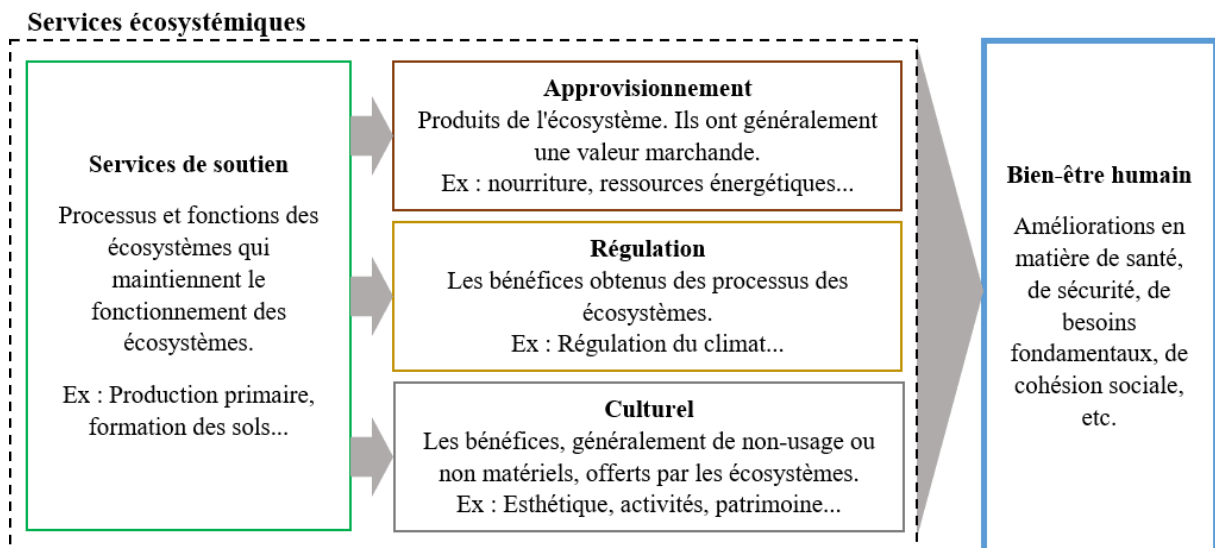 Services écosystémiques
Services de soutien
Processus et fonctions des
écosystèmes qui
maintiennent le
fonctionnement des
écosystèmes.
Ex : Production primaire,
formation des sols...
Approvisionnement
Produits de l'écosystème. Ils ont généralement
une valeur marchande.
Ex : nourriture, ressources énergétiques...
Régulation
Les bénéfices obtenus des processus des
écosystèmes.
Ex : Régulation du climat...
Culturel
Les bénéfices, généralement de non-usage ou
non matériels, offerts par les écosystèmes.
Ex : Esthétique, activités, patrimoine...
Bien-être humain
Améliorations en
matière de santé,
de sécurité, de
besoins
fondamentaux, de
cohésion sociale,
etc.